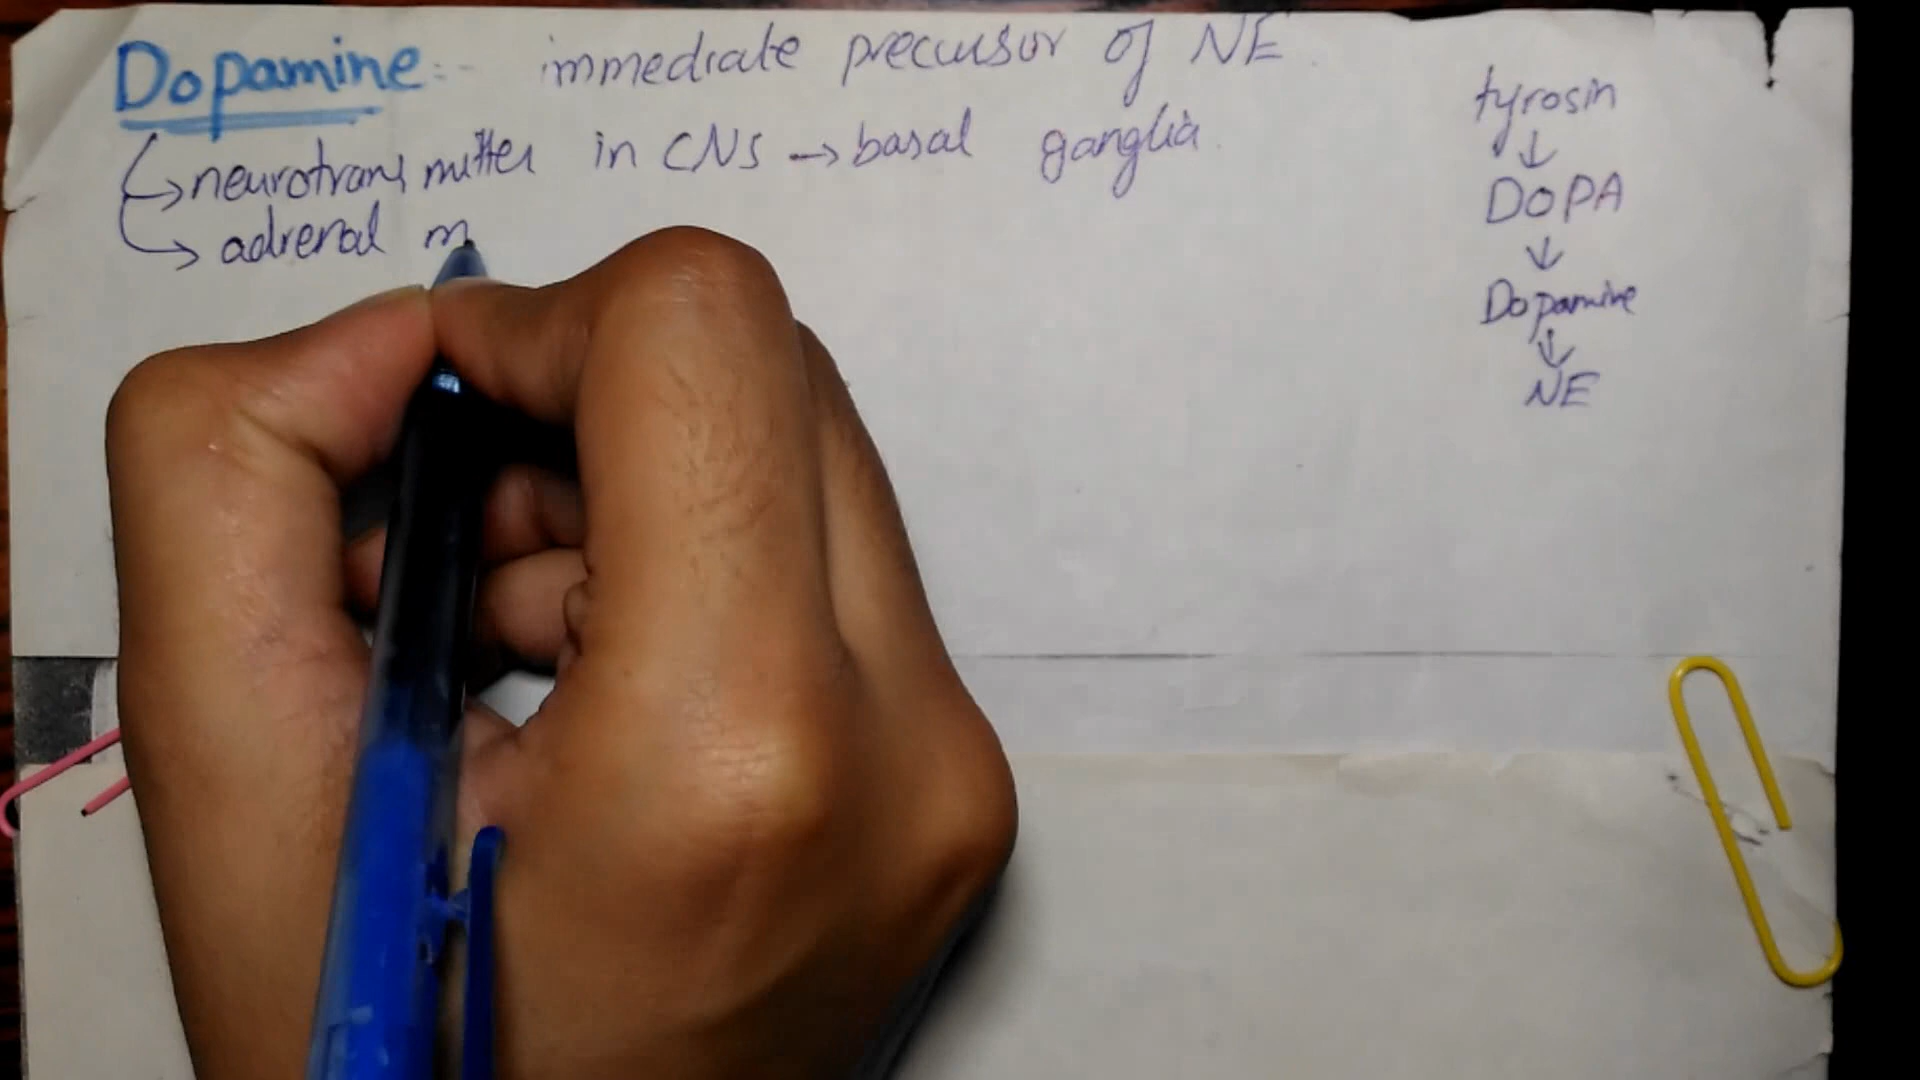 Dopamine:- immediate precursor of NE
neurotransmitter in CNS → basal ganglia
adrenal m
tyrosin
↓
DOPA
↓
Dopamine
↓
NE